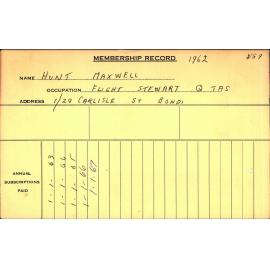 MEMBERSHIP RECORD 1962
NAME HUNT MAXWELL
OCCUPATION FLIGHT STEWART Q TAS
ADDRESS 1/29 CARLISLE ST BONDI
ANNUAL
SUBSCRIPTIONS
PAID
1-1-63
1-1-64
1-1-65
1-1-66
1-1-67